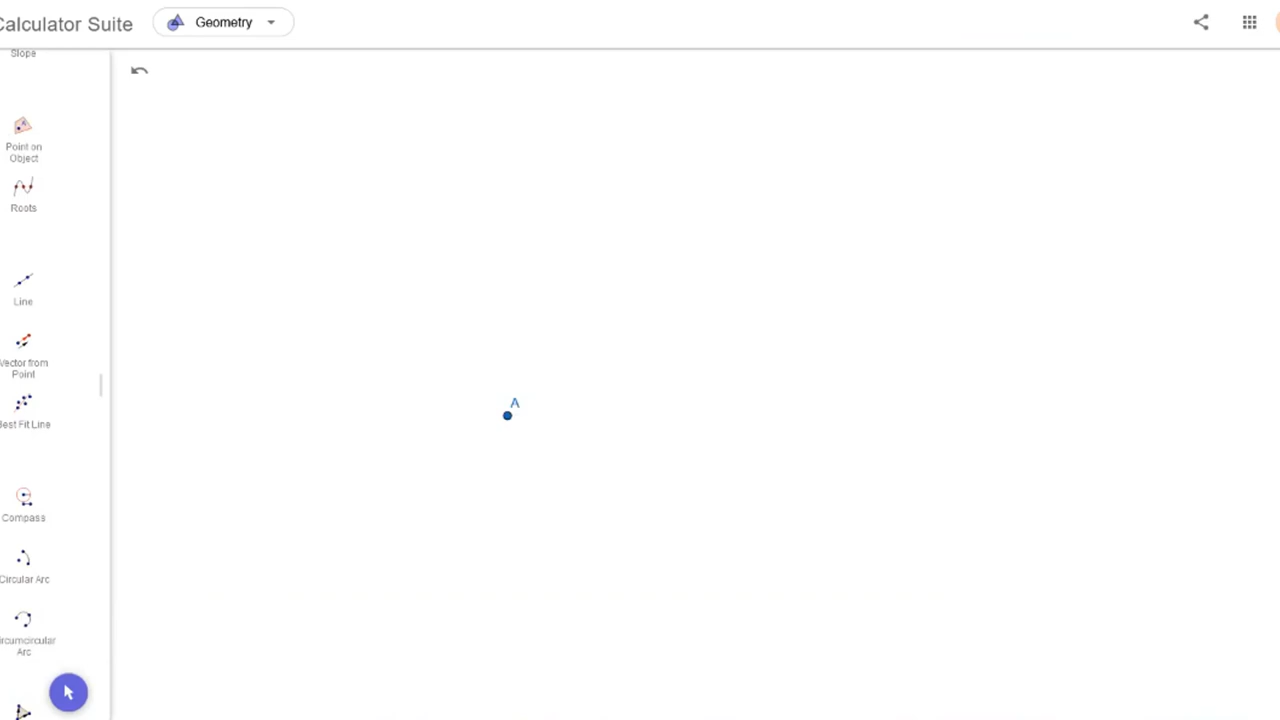 Calculator Suite
Geometry
Slope
Point on
Object
Roots
Line
Vector from
Point
Best Fit Line
Compass
Circular Arc
ircumcircular
Arc
A